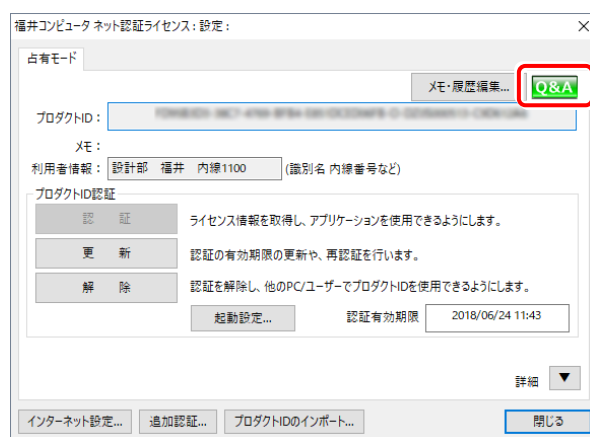 福井コンピュータ ネット認証ライセンス : 設定 :
占有モード
メモ・履歴編集... Q&A
プロダクトID :
メモ :
利用者情報 : 設計部 福井 内線1100 (識別名 内線番号など)
プロダクトID認証
認 証 ライセンス情報を取得し、アプリケーションを使用できるようにします。
更 新 認証の有効期限の更新や、再認証を行います。
解 除 認証を解除し、他のPC/ユーザーでプロダクトIDを使用できるようにします。
起動設定... 認証有効期限 2018/06/24 11:43
詳細 ▼
インターネット設定... 追加認証... プロダクトIDのインポート... 閉じる